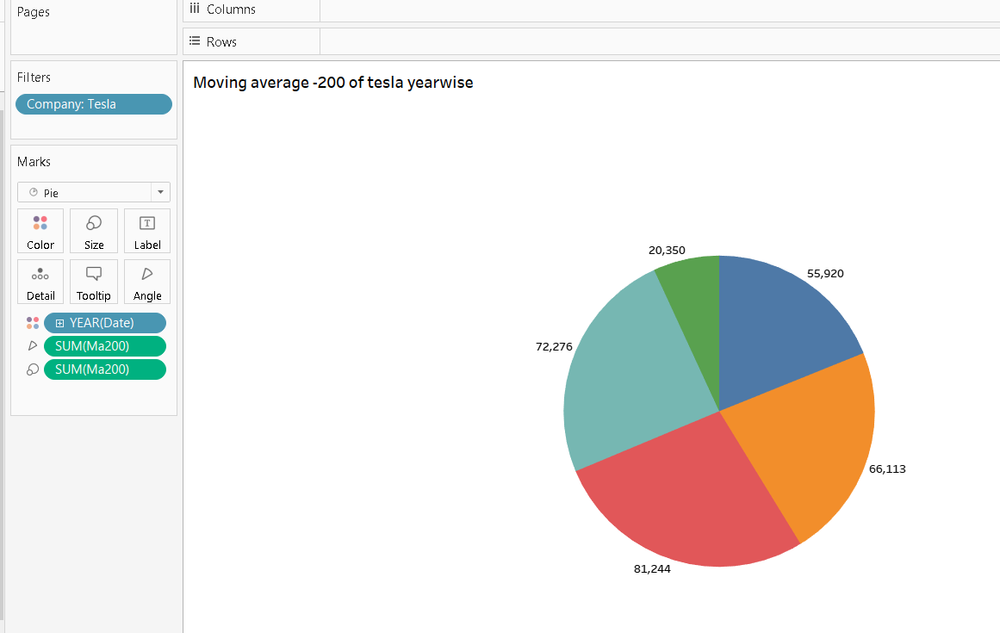 Pages
Columns
Rows
Filters
Company: Tesla
Moving average -200 of tesla yearwise
Marks
Pie
Color
Size
Label
T
Detail
Tooltip
Angle
YEAR(Date)
SUM(Ma200)
SUM(Ma200)
20,350
55,920
72,276
66,113
81,244